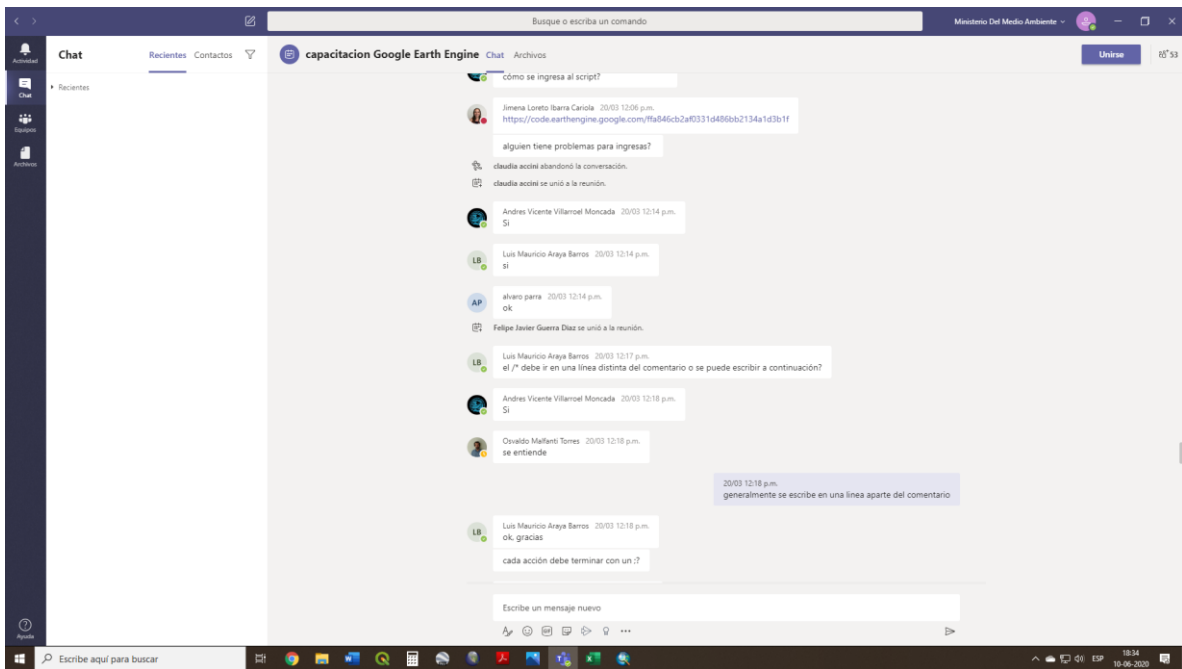 Busque o escriba un comando
Ministerio Del Medio Ambiente
Actividad
Chat
Equipos
Archivos
Ayuda
Chat
Recientes Contactos
Recientes
capacitacion Google Earth Engine Chat Archivos
Unirse
53
cómo se ingresa al script?
Jimena Loreto Ibarra Cariola 20/03 12:06 p.m.
https://code.earthengine.google.com/ffa846cb2af0331d486bb2134a1d3b1f
alguien tiene problemas para ingresas?
claudia accini abandonó la conversación.
claudia accini se unió a la reunión.
Andres Vicente Villarroel Moncada 20/03 12:14 p.m.
Si
LB
Luis Mauricio Araya Barros 20/03 12:14 p.m.
si
AP
alvaro parra 20/03 12:14 p.m.
ok
Felipe Javier Guerra Diaz se unió a la reunión.
LB
Luis Mauricio Araya Barros 20/03 12:17 p.m.
el /* debe ir en una línea distinta del comentario o se puede escribir a continuación?
Andres Vicente Villarroel Moncada 20/03 12:18 p.m.
Si
Osvaldo Malfanti Torres 20/03 12:18 p.m.
se entiende
20/03 12:18 p.m.
generalmente se escribe en una linea aparte del comentario
LB
Luis Mauricio Araya Barros 20/03 12:18 p.m.
ok, gracias
cada acción debe terminar con un ;?
Escribe un mensaje nuevo
GIF
Escribe aquí para buscar
ESP
18:34
10-06-2020